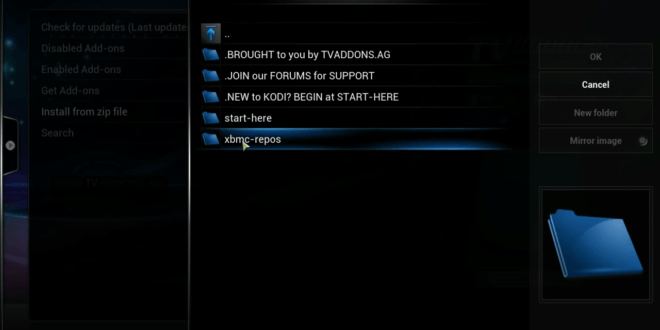 Check for updates (Last update
Disabled Add-ons
Enabled Add-ons
Get Add-ons
Install from zip file
Search
..
.BROUGHT to you by TVADDONS.AG
.JOIN our FORUMS for SUPPORT
.NEW to KODI? BEGIN at START-HERE
start-here
xbmc-repos
OK
Cancel
New folder
Mirror image